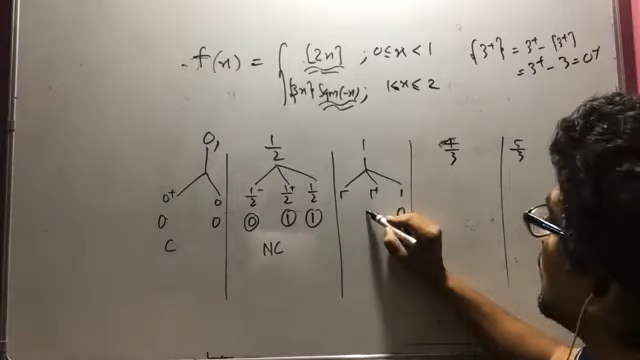 f(x) = { [2x] ; 0≤x<1
{3x} Sgn(-x); 1≤x≤2
{3⁺} = 3⁺ - [3⁺]
= 3⁺ - 3 = 0⁺
0, 1/2 1 4/3 5/3
0⁺ 0 1/2⁻ 1/2⁺ 1/2 1⁻ 1⁺ 1
0 0 0 1 1 0
C NC